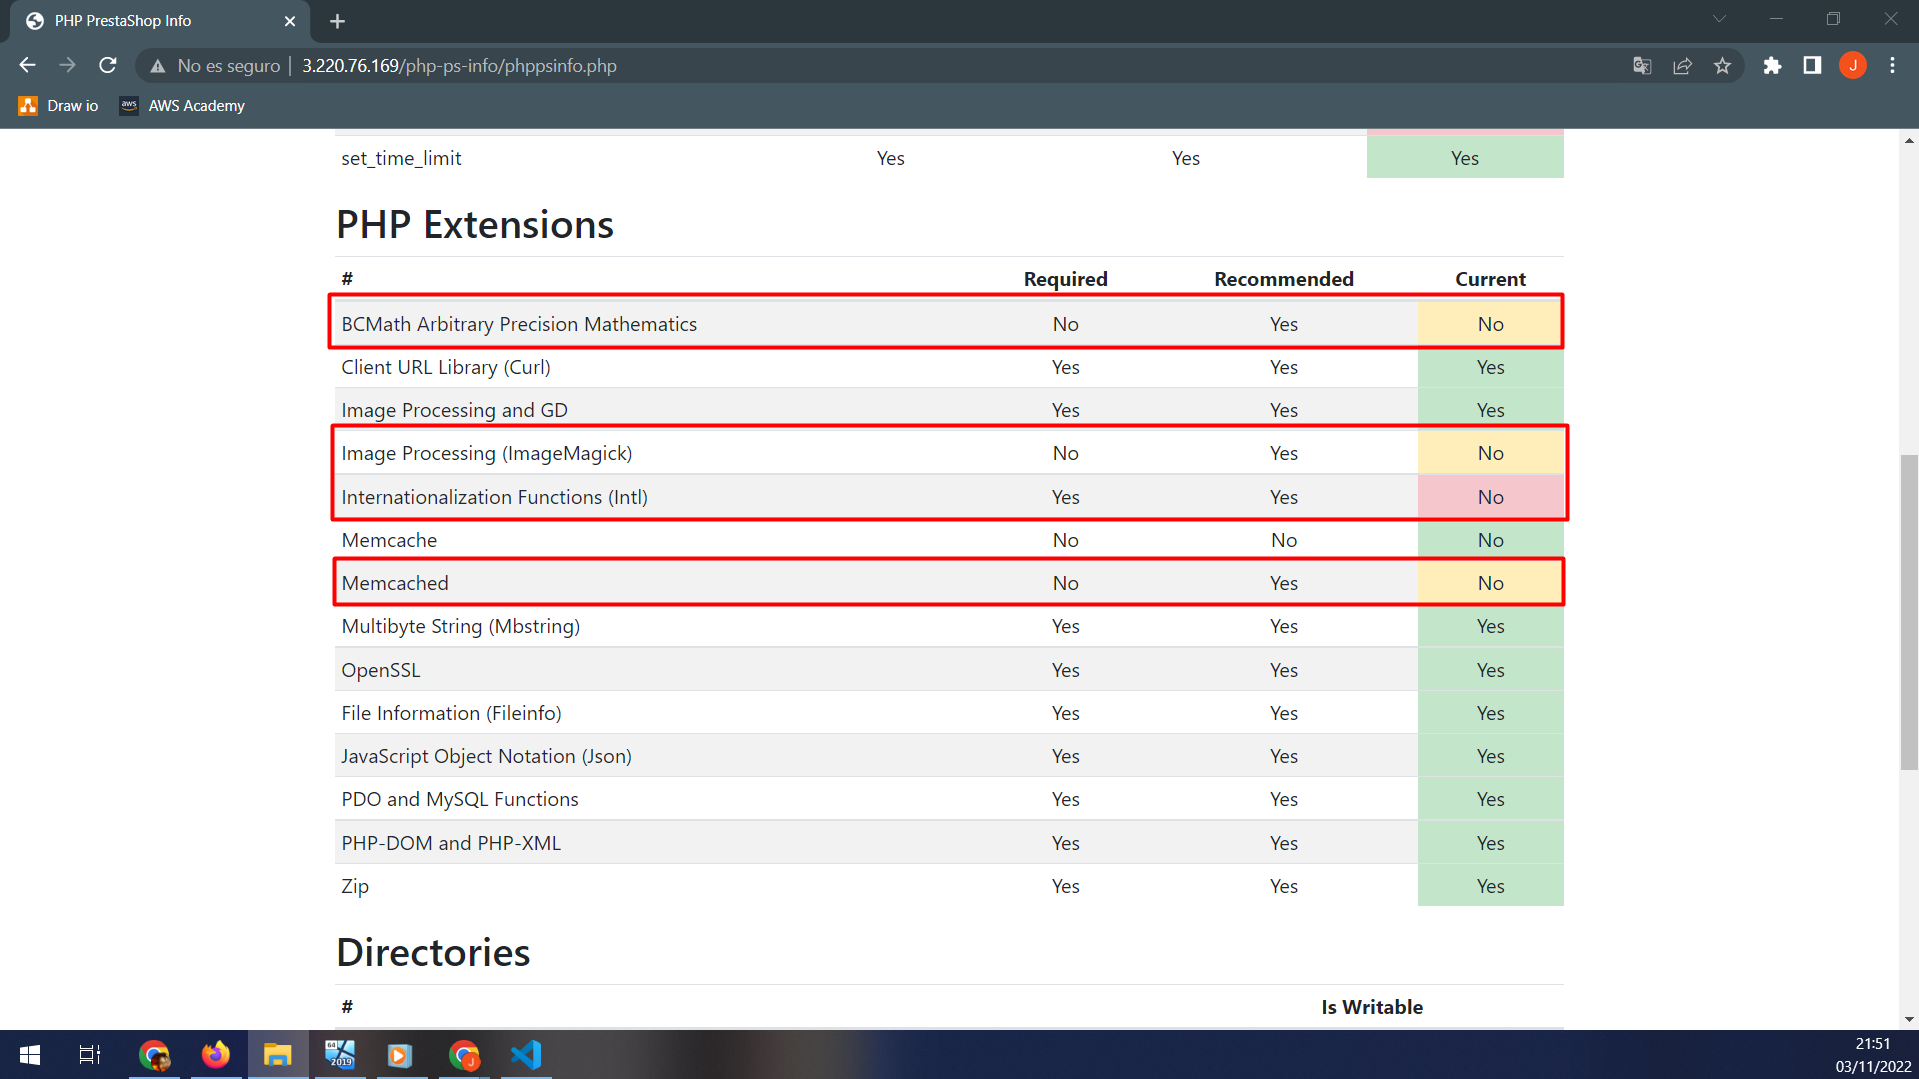 PHP PrestaShop Info
No es seguro | 3.220.76.169/php-ps-info/phppsinfo.php
J
Draw io aws AWS Academy
set_time_limit Yes Yes Yes
PHP Extensions
# Required Recommended Current
BCMath Arbitrary Precision Mathematics No Yes No
Client URL Library (Curl) Yes Yes Yes
Image Processing and GD Yes Yes Yes
Image Processing (ImageMagick) No Yes No
Internationalization Functions (Intl) Yes Yes No
Memcache No No No
Memcached No Yes No
Multibyte String (Mbstring) Yes Yes Yes
OpenSSL Yes Yes Yes
File Information (Fileinfo) Yes Yes Yes
JavaScript Object Notation (Json) Yes Yes Yes
PDO and MySQL Functions Yes Yes Yes
PHP-DOM and PHP-XML Yes Yes Yes
Zip Yes Yes Yes
Directories
# Is Writable
64
2019
J
21:51
03/11/2022